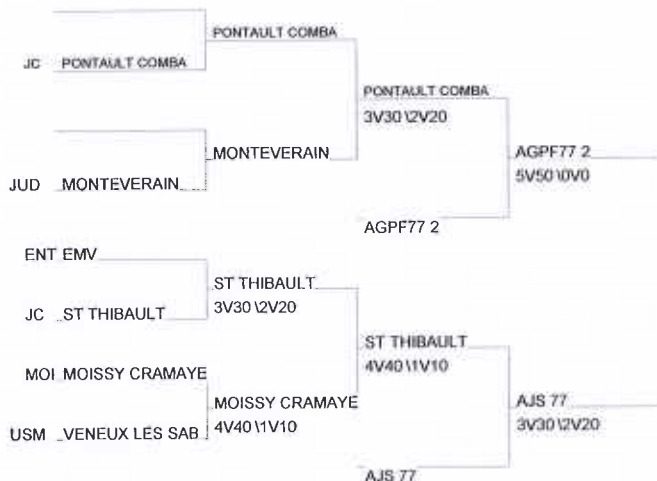 PONTAULT COMBA
JC PONTAULT COMBA
PONTAULT COMBA
3V30 \2V20
MONTEVERAIN
AGPF77 2
5V50 \0V0
JUD MONTEVERAIN
AGPF77 2
ENT EMV
ST THIBAULT
3V30 \2V20
JC ST THIBAULT
ST THIBAULT
4V40 \1V10
MOI MOISSY CRAMAYE
MOISSY CRAMAYE
4V40 \1V10
AJS 77
3V30 \2V20
USM VENEUX LES SAB
AJS 77